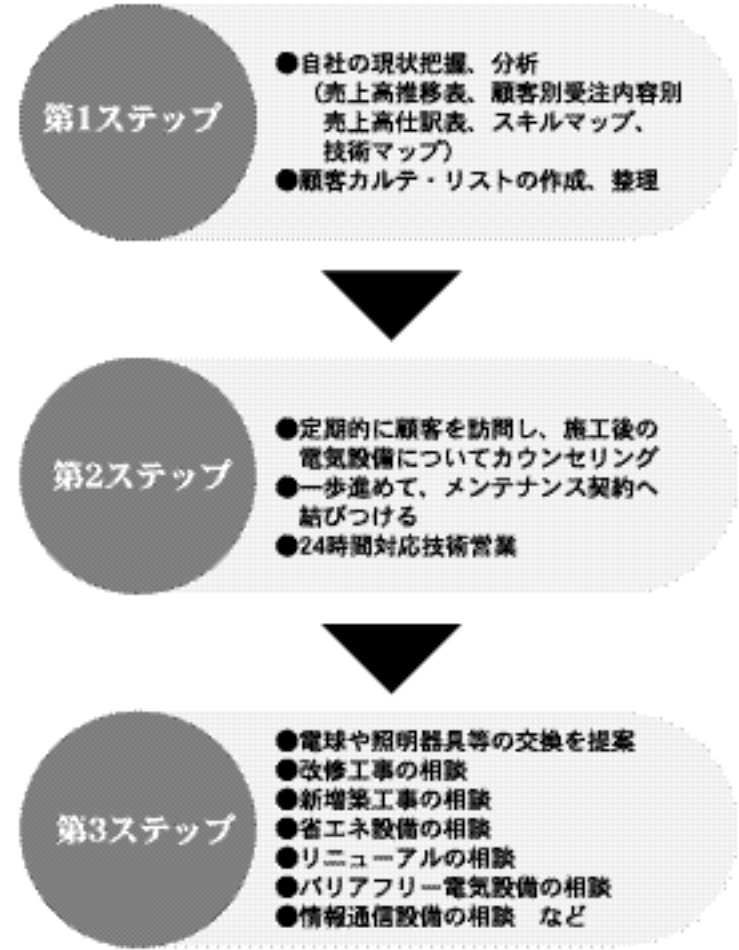 第1ステップ
●自社の現状把握、分析
（売上高推移表、顧客別受注内容別
売上高仕訳表、スキルマップ、
技術マップ）
●顧客カルテ・リストの作成、整理
第2ステップ
●定期的に顧客を訪問し、施工後の
電気設備についてカウンセリング
●一歩進めて、メンテナンス契約へ
結びつける
●24時間対応技術営業
第3ステップ
●電球や照明器具等の交換を提案
●改修工事の相談
●新増築工事の相談
●省エネ設備の相談
●リニューアルの相談
●バリアフリー電気設備の相談
●情報通信設備の相談　など